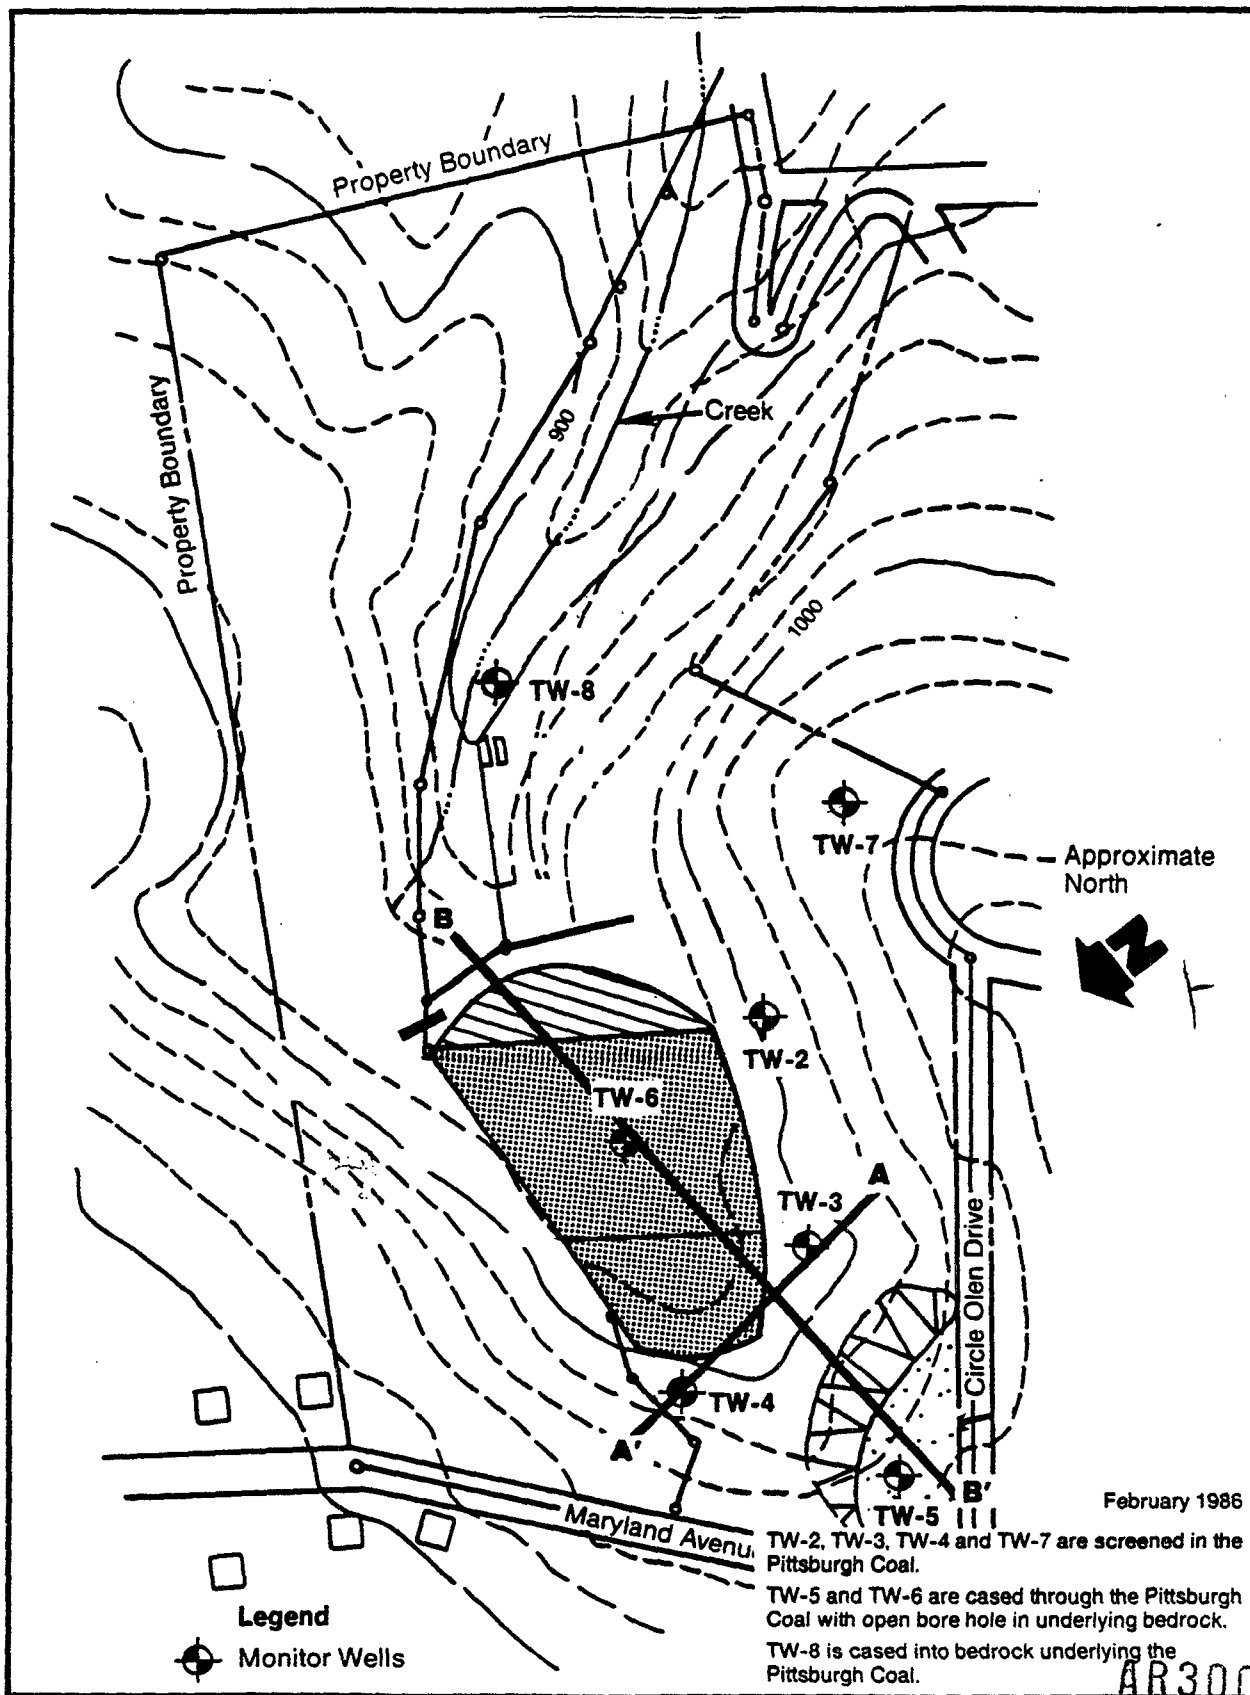 Property Boundary
Property Boundary
900
Creek
1000
TW-8
TW-7
Approximate
North
N
B
TW-2
TW-6
A
TW-3
Circle Olen Drive
TW-4
A'
B'
TW-5
February 1986
Maryland Avenu
TW-2, TW-3, TW-4 and TW-7 are screened in the
Pittsburgh Coal.
TW-5 and TW-6 are cased through the Pittsburgh
Coal with open bore hole in underlying bedrock.
TW-8 is cased into bedrock underlying the
Pittsburgh Coal.
Legend
Monitor Wells